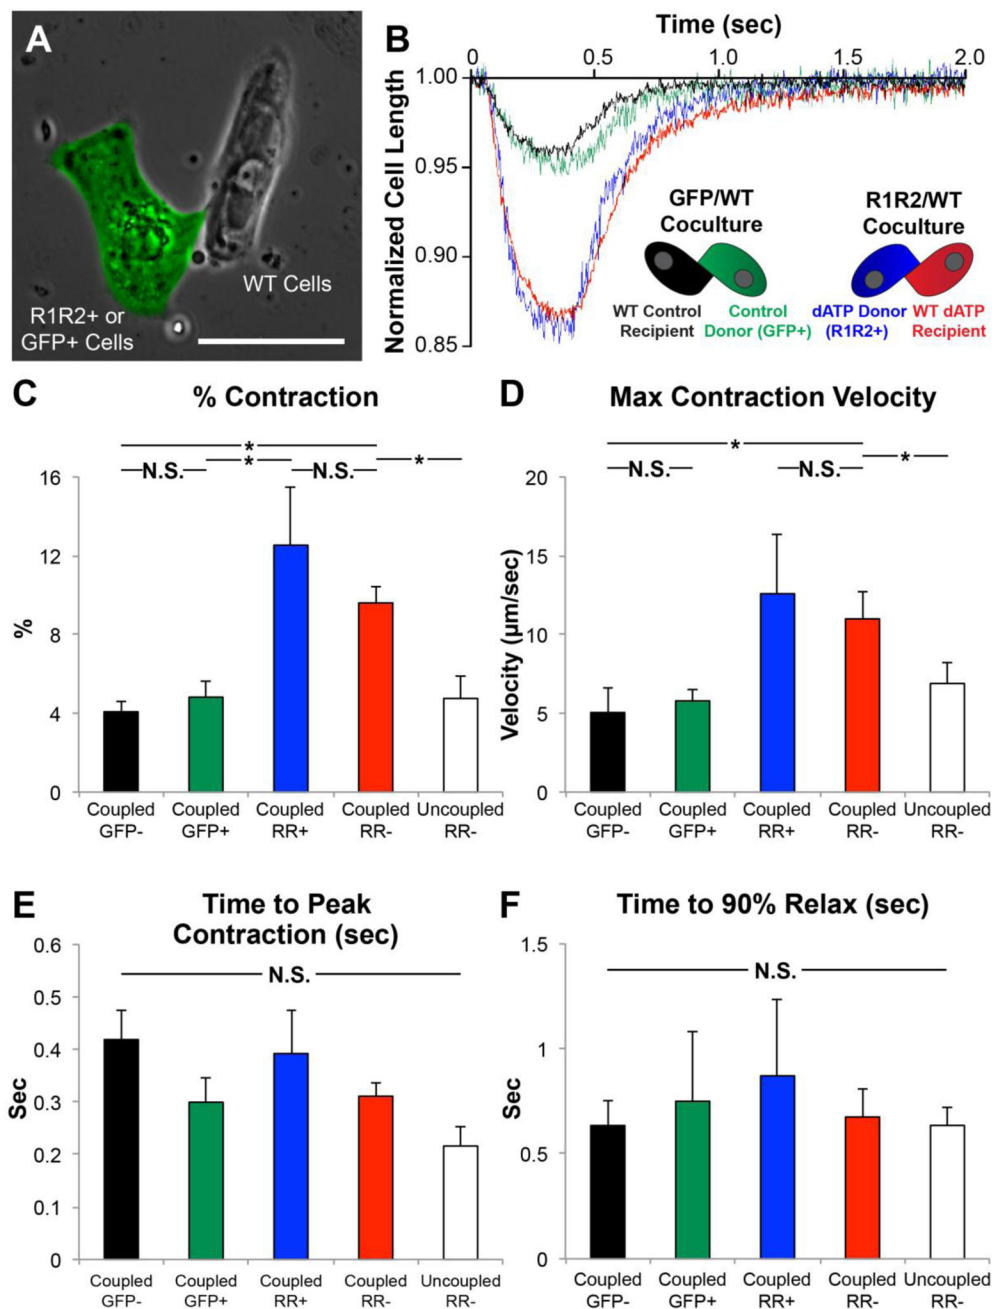 A
R1R2+ or
GFP+ Cells
WT Cells
B
Time (sec)
0 0.5 1.0 1.5 2.0
Normalized Cell Length
1.00
0.95
0.90
0.85
GFP/WT
Coculture
R1R2/WT
Coculture
WT Control
Recipient
Control
Donor (GFP+)
dATP Donor
(R1R2+)
WT dATP
Recipient
C
% Contraction
*
N.S. * N.S. *
%
16
12
8
4
0
Coupled
GFP-
Coupled
GFP+
Coupled
RR+
Coupled
RR-
Uncoupled
RR-
D
Max Contraction Velocity
*
N.S. N.S. *
Velocity (µm/sec)
20
15
10
5
0
Coupled
GFP-
Coupled
GFP+
Coupled
RR+
Coupled
RR-
Uncoupled
RR-
E
Time to Peak
Contraction (sec)
N.S.
Sec
0.6
0.5
0.4
0.3
0.2
0.1
0
Coupled
GFP-
Coupled
GFP+
Coupled
RR+
Coupled
RR-
Uncoupled
RR-
F
Time to 90% Relax (sec)
N.S.
Sec
1.5
1
0.5
0
Coupled
GFP-
Coupled
GFP+
Coupled
RR+
Coupled
RR-
Uncoupled
RR-